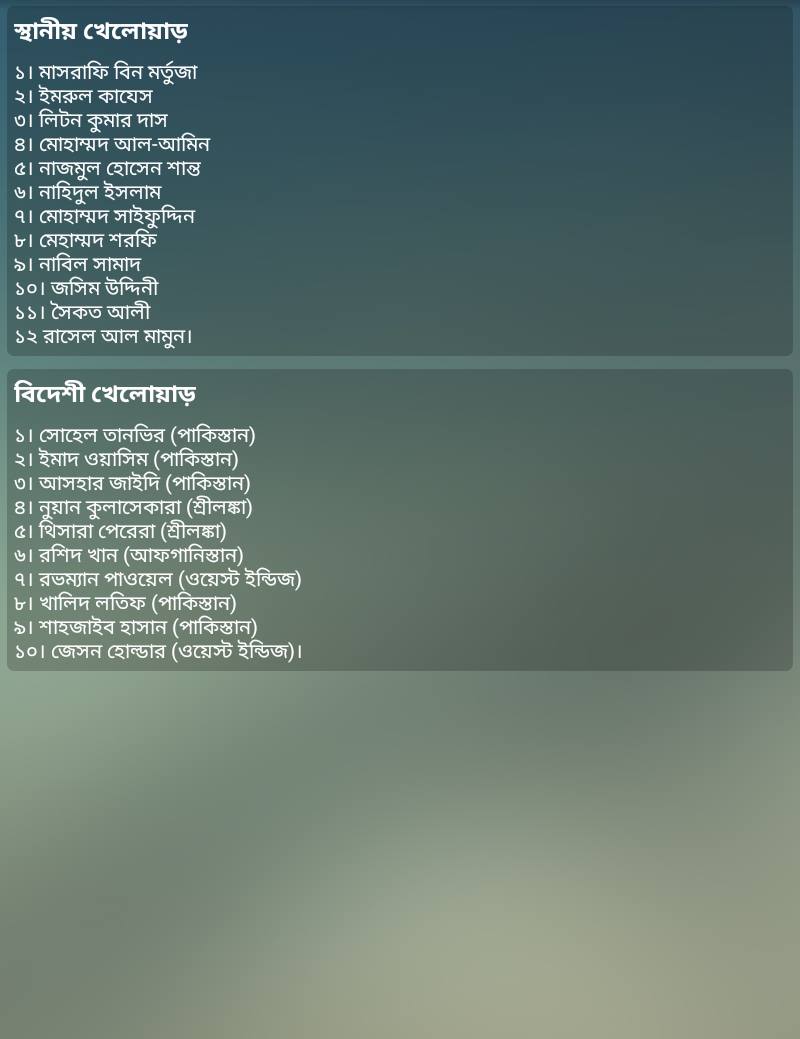 স্থানীয় খেলোয়াড়
১। মাসরাফি বিন মর্তুজা
২। ইমরুল কাযেস
৩। লিটন কুমার দাস
৪। মোহাম্মদ আল-আমিন
৫। নাজমুল হোসেন শান্ত
৬। নাহিদুল ইসলাম
৭। মোহাম্মদ সাইফুদ্দিন
৮। মেহাম্মদ শরফি
৯। নাবিল সামাদ
১০। জসিম উদ্দিনী
১১। সৈকত আলী
১২ রাসেল আল মামুন।
বিদেশী খেলোয়াড়
১। সোহেল তানভির (পাকিস্তান)
২। ইমাদ ওয়াসিম (পাকিস্তান)
৩। আসহার জাইদি (পাকিস্তান)
৪। নুয়ান কুলাসেকারা (শ্রীলঙ্কা)
৫। থিসারা পেরেরা (শ্রীলঙ্কা)
৬। রশিদ খান (আফগানিস্তান)
৭। রভম্যান পাওয়েল (ওয়েস্ট ইন্ডিজ)
৮। খালিদ লতিফ (পাকিস্তান)
৯। শাহজাইব হাসান (পাকিস্তান)
১০। জেসন হোল্ডার (ওয়েস্ট ইন্ডিজ)।